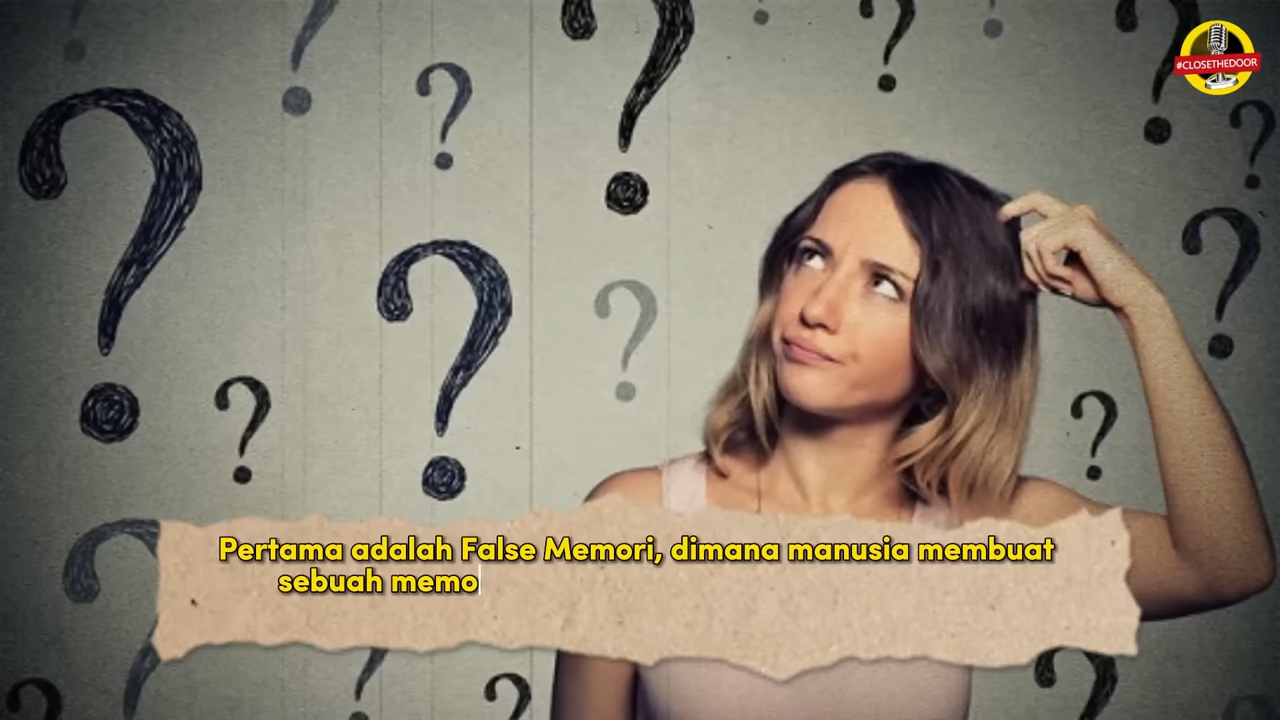 #CLOSETHEDOOR
Pertama adalah False Memori, dimana manusia membuat
sebuah memo